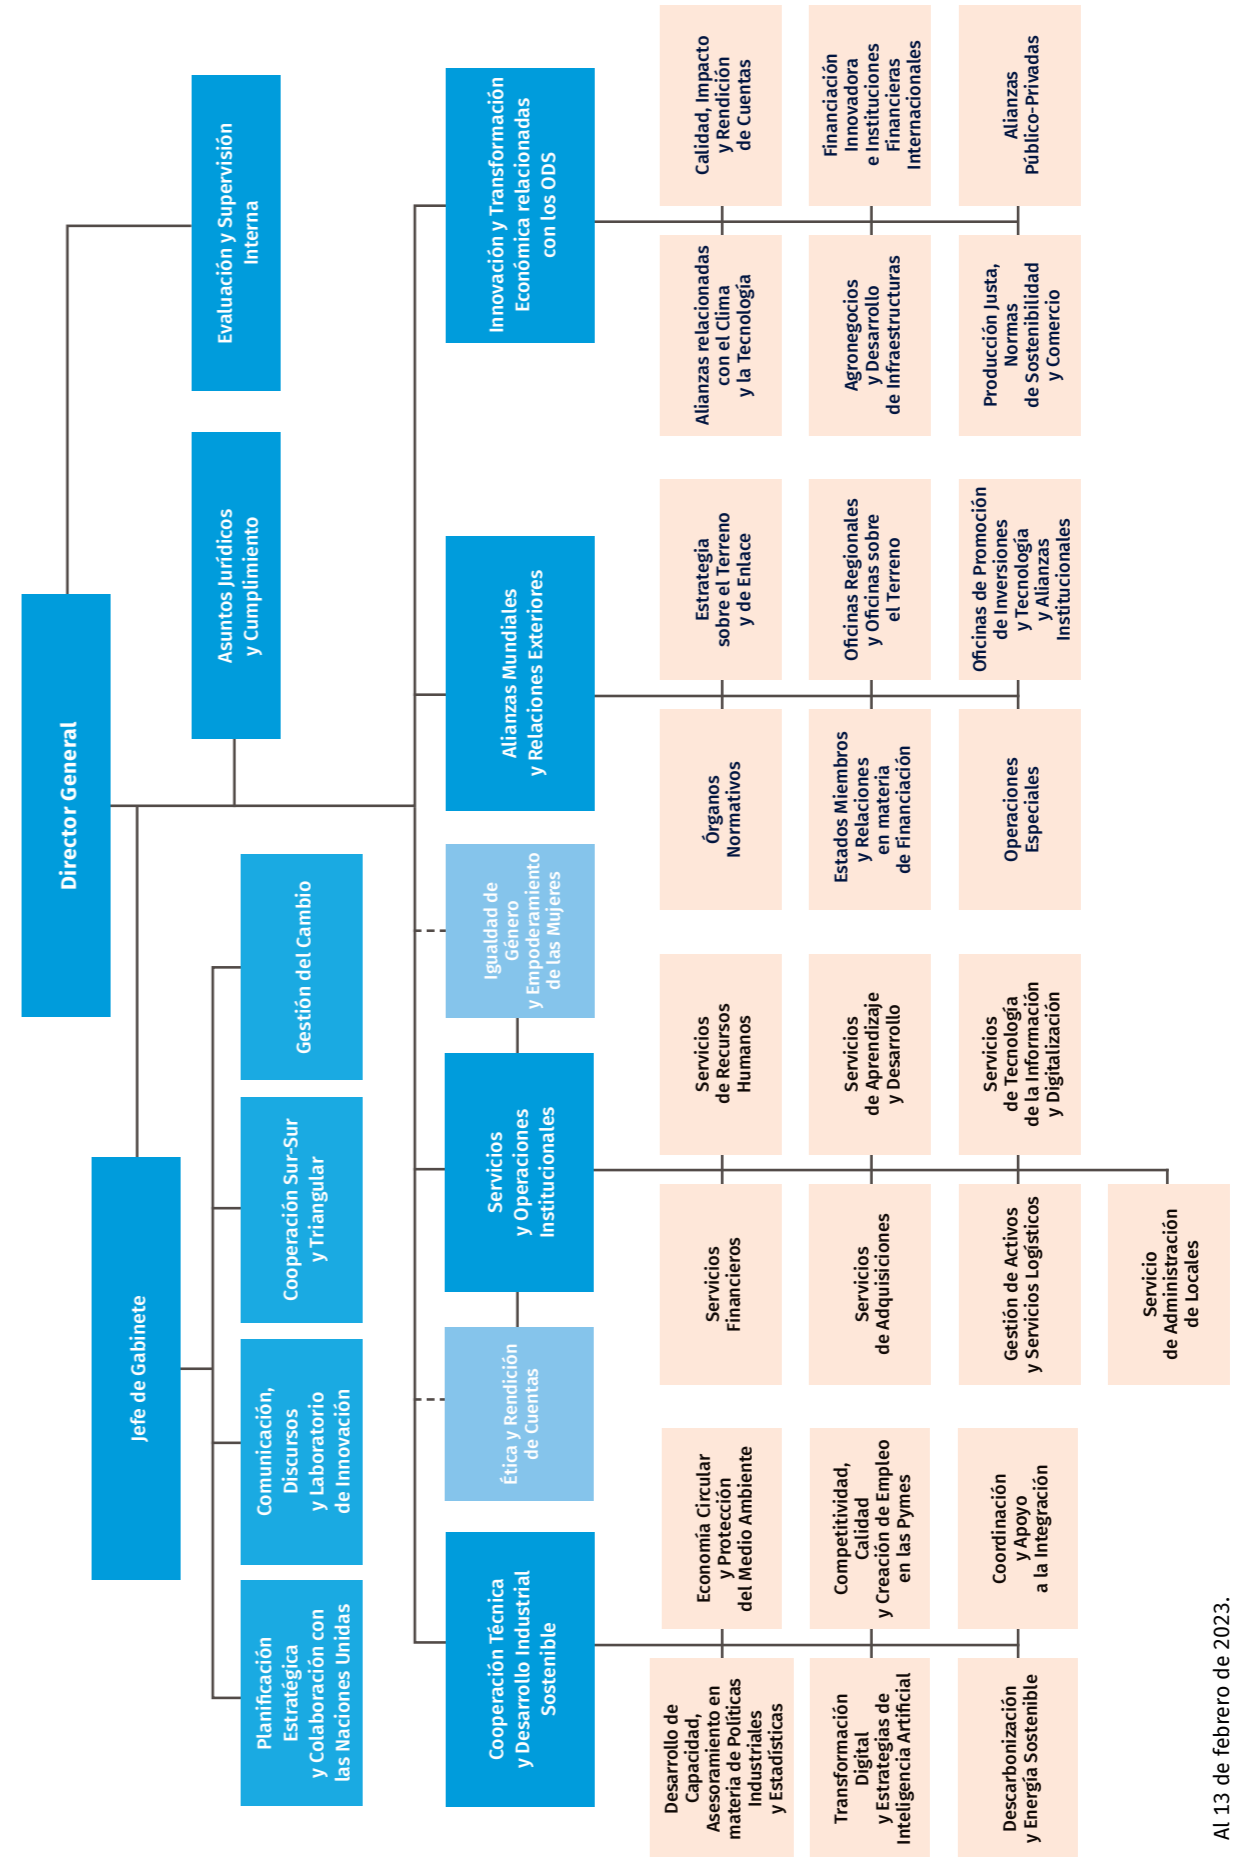 Director General
Evaluación y Supervisión
Interna
Asuntos Jurídicos
y Cumplimiento
Jefe de Gabinete
Planificación
Estratégica
y Colaboración con
las Naciones Unidas
Comunicación,
Discursos
y Laboratorio
de Innovación
Cooperación Sur-Sur
y Triangular
Gestión del Cambio
Cooperación Técnica
y Desarrollo Industrial
Sostenible
Ética y Rendición
de Cuentas
Servicios
y Operaciones
Institucionales
Igualdad de
Género
y Empoderamiento
de las Mujeres
Alianzas Mundiales
y Relaciones Exteriores
Innovación y Transformación
Económica relacionadas
con los ODS
Desarrollo de
Capacidad,
Asesoramiento en
materia de Políticas
Industriales
y Estadísticas
Economía Circular
y Protección
del Medio Ambiente
Servicios
Financieros
Servicios
de Recursos
Humanos
Órganos
Normativos
Estrategia
sobre el Terreno
y de Enlace
Alianzas relacionadas
con el Clima
y la Tecnología
Calidad, Impacto
y Rendición
de Cuentas
Transformación
Digital
y Estrategias de
Inteligencia Artificial
Competitividad,
Calidad
y Creación de Empleo
en las Pymes
Servicios
de Adquisiciones
Servicios
de Aprendizaje
y Desarrollo
Estados Miembros
y Relaciones
en materia
de Financiación
Oficinas Regionales
y Oficinas sobre
el Terreno
Agronegocios
y Desarrollo
de Infraestructuras
Financiación
Innovadora
e Instituciones
Financieras
Internacionales
Descarbonización
y Energía Sostenible
Coordinación
y Apoyo
a la Integración
Gestión de Activos
y Servicios Logísticos
Servicios
de Tecnología
de la Información
y Digitalización
Operaciones
Especiales
Oficinas de Promoción
de Inversiones
y Tecnología
y Alianzas
Institucionales
Producción Justa,
Normas
de Sostenibilidad
y Comercio
Alianzas
Público-Privadas
Servicio
de Administración
de Locales
Al 13 de febrero de 2023.